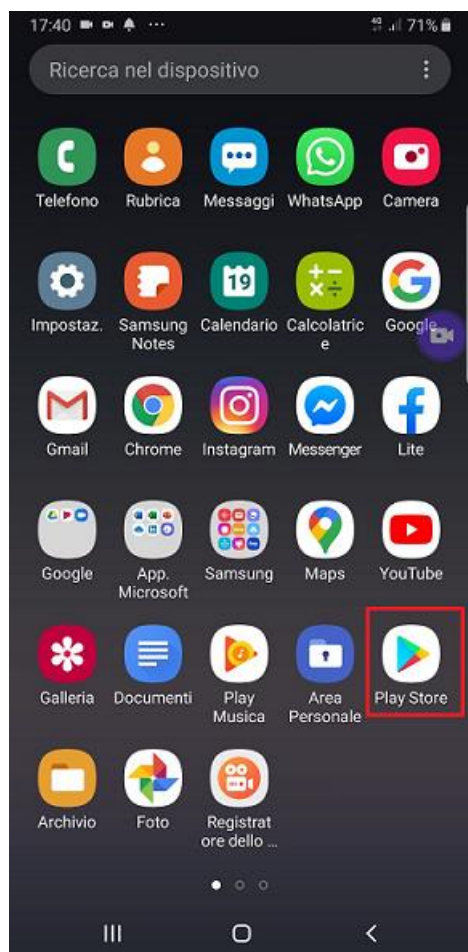 17:40 71%
Ricerca nel dispositivo
Telefono Rubrica Messaggi WhatsApp Camera
19
Impostaz. Samsung Calendario Calcolatric Google
Notes e
Gmail Chrome Instagram Messenger Lite
Google App. Samsung Maps YouTube
Microsoft
Galleria Documenti Play Area Play Store
Musica Personale
Archivio Foto Registrat
ore dello ...